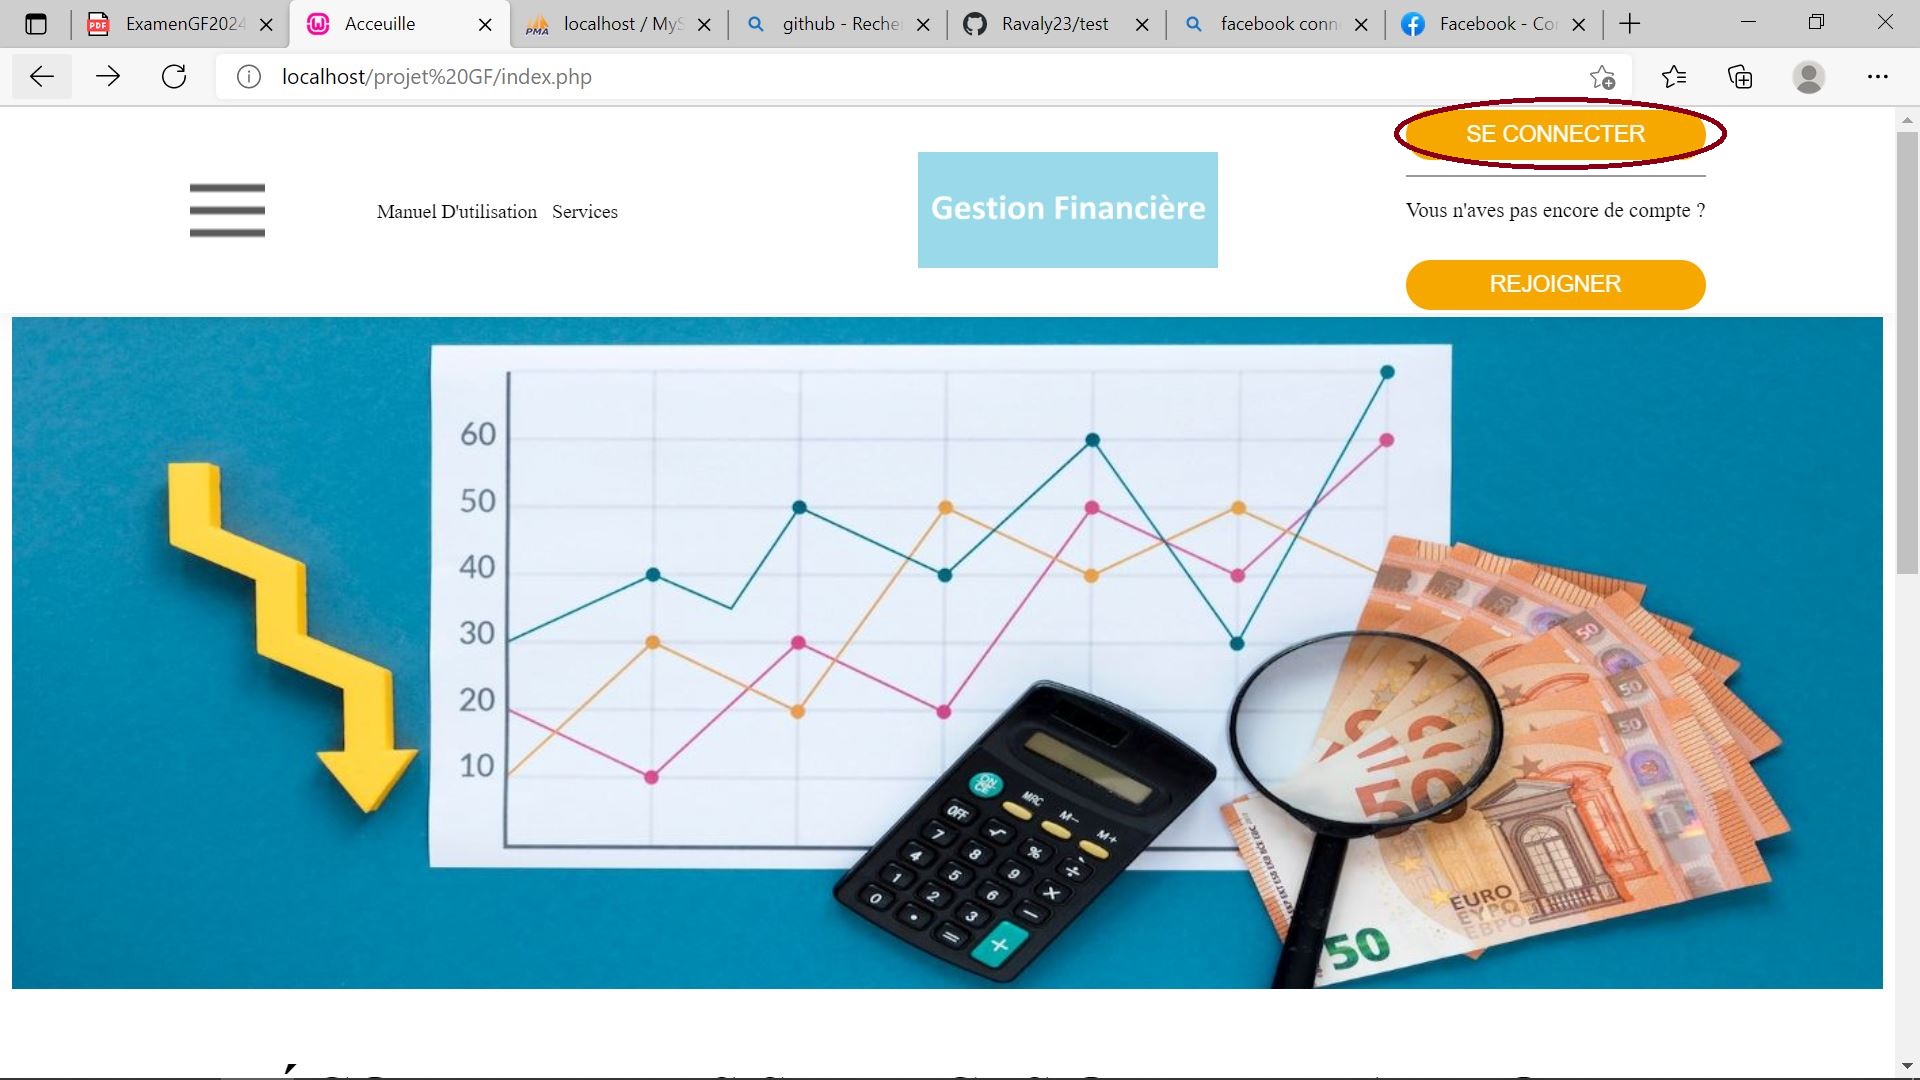 ExamenGF2024
Acceuille
localhost / MyS
github - Reche
Ravaly23/test
facebook conn
Facebook - Co
localhost/projet%20GF/index.php
SE CONNECTER
Manuel D'utilisation Services
Gestion Financière
Vous n'aves pas encore de compte ?
REJOIGNER
60
50
40
30
20
10
ON CE
MRC
M-
M+
OFF
√
%
÷
7
8
9
×
4
5
6
−
1
2
3
+
0
.
=
50
50
50
50
EURO
ΕΥΡΩ
ЕВРО
50